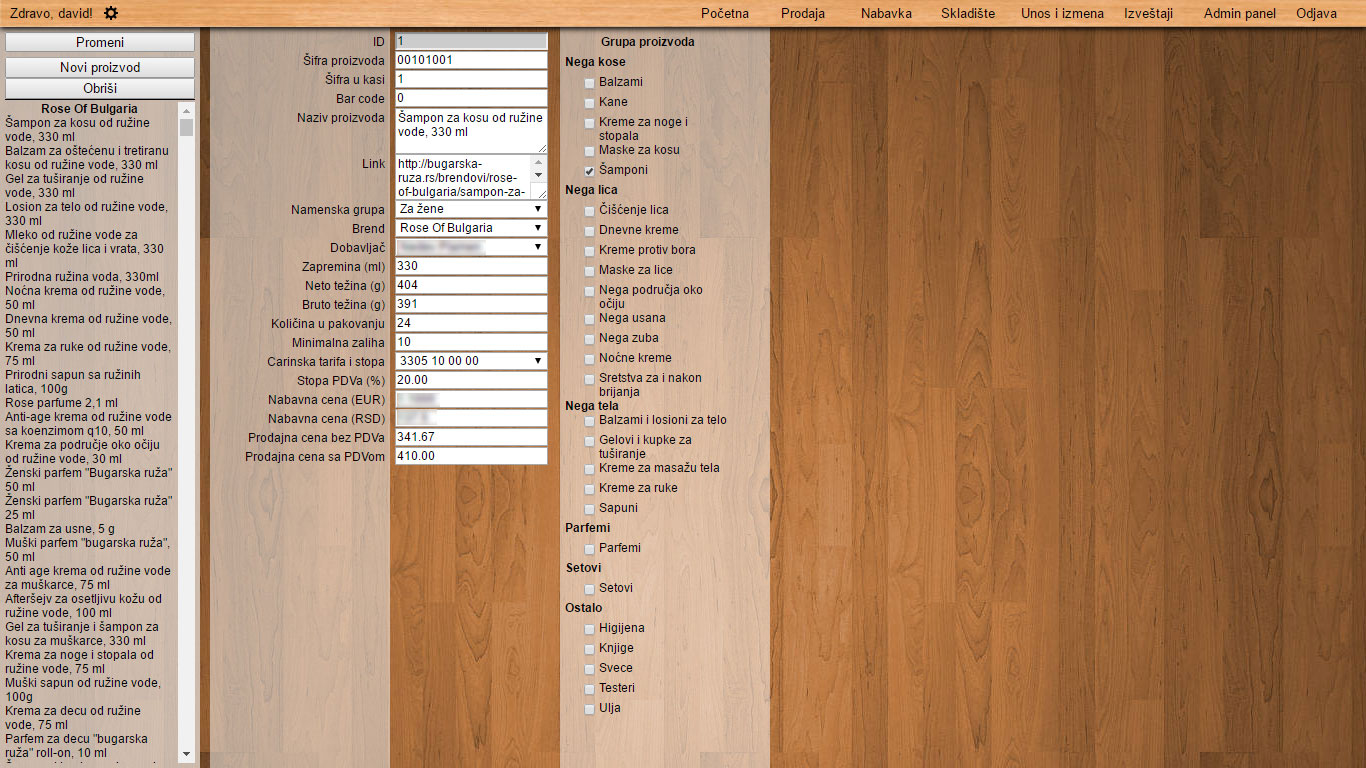 Zdravo, david!
Početna
Prodaja
Nabavka
Skladište
Unos i izmena
Izveštaji
Admin panel
Odjava
Promeni
Novi proizvod
Obriši
Rose Of Bulgaria
Šampon za kosu od ružine
vode, 330 ml
Balzam za oštećenu i tretiranu
kosu od ružine vode, 330 ml
Gel za tuširanje od ružine
vode, 330 ml
Losion za telo od ružine vode,
330 ml
Mleko od ružine vode za
čišćenje kože lica i vrata, 330
ml
Prirodna ružina voda, 330ml
Noćna krema od ružine vode,
50 ml
Dnevna krema od ružine vode,
50 ml
Krema za ruke od ružine vode,
75 ml
Prirodni sapun sa ružinih
latica, 100g
Rose parfume 2,1 ml
Anti-age krema od ružine vode
sa koenzimom q10, 50 ml
Krema za područje oko očiju
od ružine vode, 30 ml
Ženski parfem "Bugarska ruža"
50 ml
Ženski parfem "Bugarska ruža"
25 ml
Balzam za usne, 5 g
Muški parfem "bugarska ruža",
50 ml
Anti age krema od ružine vode
za muškarce, 75 ml
Afteršejv za osetljivu kožu od
ružine vode, 100 ml
Gel za tuširanje i šampon za
kosu za muškarce, 330 ml
Krema za noge i stopala od
ružine vode, 75 ml
Muški sapun od ružine vode,
100g
Krema za decu od ružine
vode, 75 ml
Parfem za decu "bugarska
ruža" roll-on, 10 ml
ID 1
Šifra proizvoda 00101001
Šifra u kasi 1
Bar code 0
Naziv proizvoda Šampon za kosu od ružine
vode, 330 ml
Link http://bugarska-
ruza.rs/brendovi/rose-
of-bulgaria/sampon-za-
Namenska grupa Za žene
Brend Rose Of Bulgaria
Dobavljač
Zapremina (ml) 330
Neto težina (g) 404
Bruto težina (g) 391
Količina u pakovanju 24
Minimalna zaliha 10
Carinska tarifa i stopa 3305 10 00 00
Stopa PDVa (%) 20.00
Nabavna cena (EUR)
Nabavna cena (RSD)
Prodajna cena bez PDVa 341.67
Prodajna cena sa PDVom 410.00
Grupa proizvoda
Nega kose
Balzami
Kane
Kreme za noge i
stopala
Maske za kosu
Šamponi
Nega lica
Čišćenje lica
Dnevne kreme
Kreme protiv bora
Maske za lice
Nega područja oko
očiju
Nega usana
Nega zuba
Noćne kreme
Sretstva za i nakon
brijanja
Nega tela
Balzami i losioni za telo
Gelovi i kupke za
tuširanje
Kreme za masažu tela
Kreme za ruke
Sapuni
Parfemi
Parfemi
Setovi
Setovi
Ostalo
Higijena
Knjige
Svece
Testeri
Ulja